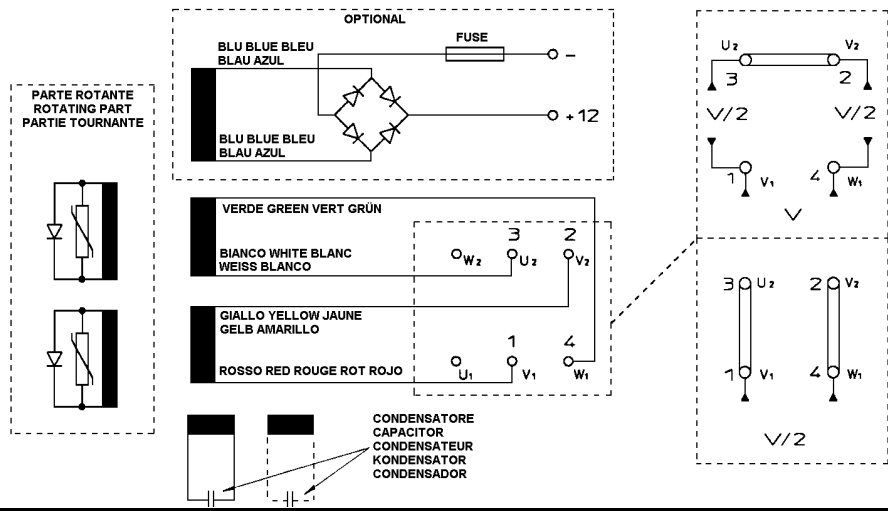 OPTIONAL
BLU BLUE BLEU
BLAU AZUL
FUSE
–
+12
BLU BLUE BLEU
BLAU AZUL
PARTE ROTANTE
ROTATING PART
PARTIE TOURNANTE
VERDE GREEN VERT GRÜN
BIANCO WHITE BLANC
WEISS BLANCO
3 2
W2 U2 V2
GIALLO YELLOW JAUNE
GELB AMARILLO
1 4
ROSSO RED ROUGE ROT ROJO
U1 V1 W1
CONDENSATORE
CAPACITOR
CONDENSATEUR
KONDENSATOR
CONDENSADOR
U2 V2
3 2
V/2 V/2
1 V1 4 W1
V
3 U2 2 V2
1 V1 4 W1
V/2